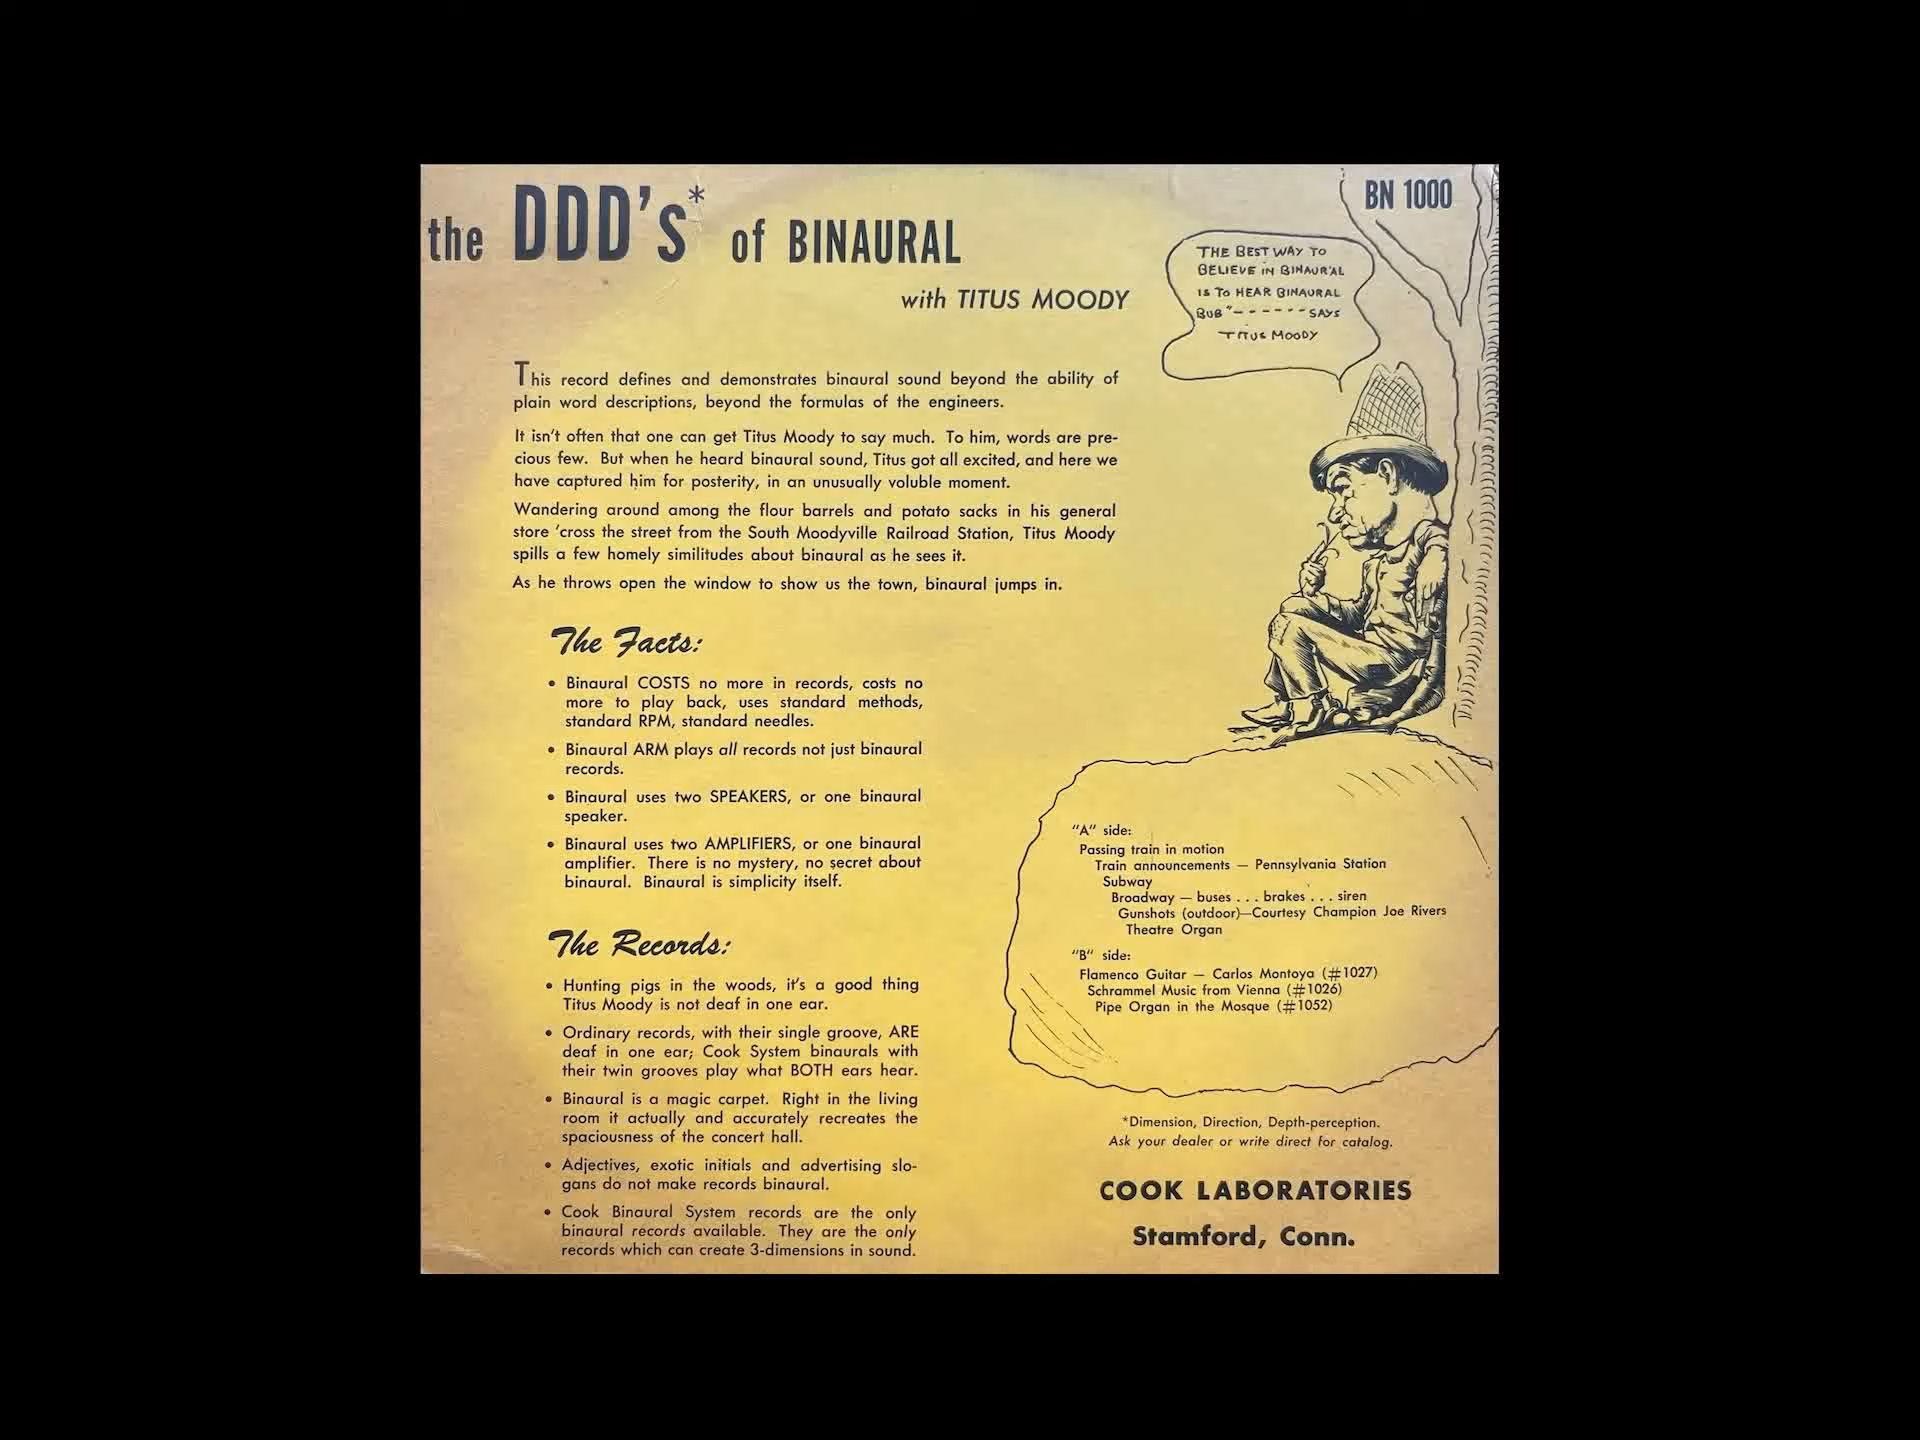 the DDD's* of BINAURAL
BN 1000
with TITUS MOODY
THE BEST WAY TO
BELIEVE IN BINAUR'AL
IS TO HEAR BINAURAL
BUB"------SAYS
TITUS MOODY
This record defines and demonstrates binaural sound beyond the ability of
plain word descriptions, beyond the formulas of the engineers.
It isn't often that one can get Titus Moody to say much. To him, words are pre-
cious few. But when he heard binaural sound, Titus got all excited, and here we
have captured him for posterity, in an unusually voluble moment.
Wandering around among the flour barrels and potato sacks in his general
store 'cross the street from the South Moodyville Railroad Station, Titus Moody
spills a few homely similitudes about binaural as he sees it.
As he throws open the window to show us the town, binaural jumps in.
The Facts:
• Binaural COSTS no more in records, costs no
more to play back, uses standard methods,
standard RPM, standard needles.
• Binaural ARM plays all records not just binaural
records.
• Binaural uses two SPEAKERS, or one binaural
speaker.
• Binaural uses two AMPLIFIERS, or one binaural
amplifier. There is no mystery, no secret about
binaural. Binaural is simplicity itself.
The Records:
• Hunting pigs in the woods, it's a good thing
Titus Moody is not deaf in one ear.
• Ordinary records, with their single groove, ARE
deaf in one ear; Cook System binaurals with
their twin grooves play what BOTH ears hear.
• Binaural is a magic carpet. Right in the living
room it actually and accurately recreates the
spaciousness of the concert hall.
• Adjectives, exotic initials and advertising slo-
gans do not make records binaural.
• Cook Binaural System records are the only
binaural records available. They are the only
records which can create 3-dimensions in sound.
"A" side:
Passing train in motion
Train announcements — Pennsylvania Station
Subway
Broadway — buses . . . brakes . . . siren
Gunshots (outdoor)—Courtesy Champion Joe Rivers
Theatre Organ
"B" side:
Flamenco Guitar — Carlos Montoya (#1027)
Schrammel Music from Vienna (#1026)
Pipe Organ in the Mosque (#1052)
*Dimension, Direction, Depth-perception.
Ask your dealer or write direct for catalog.
COOK LABORATORIES
Stamford, Conn.